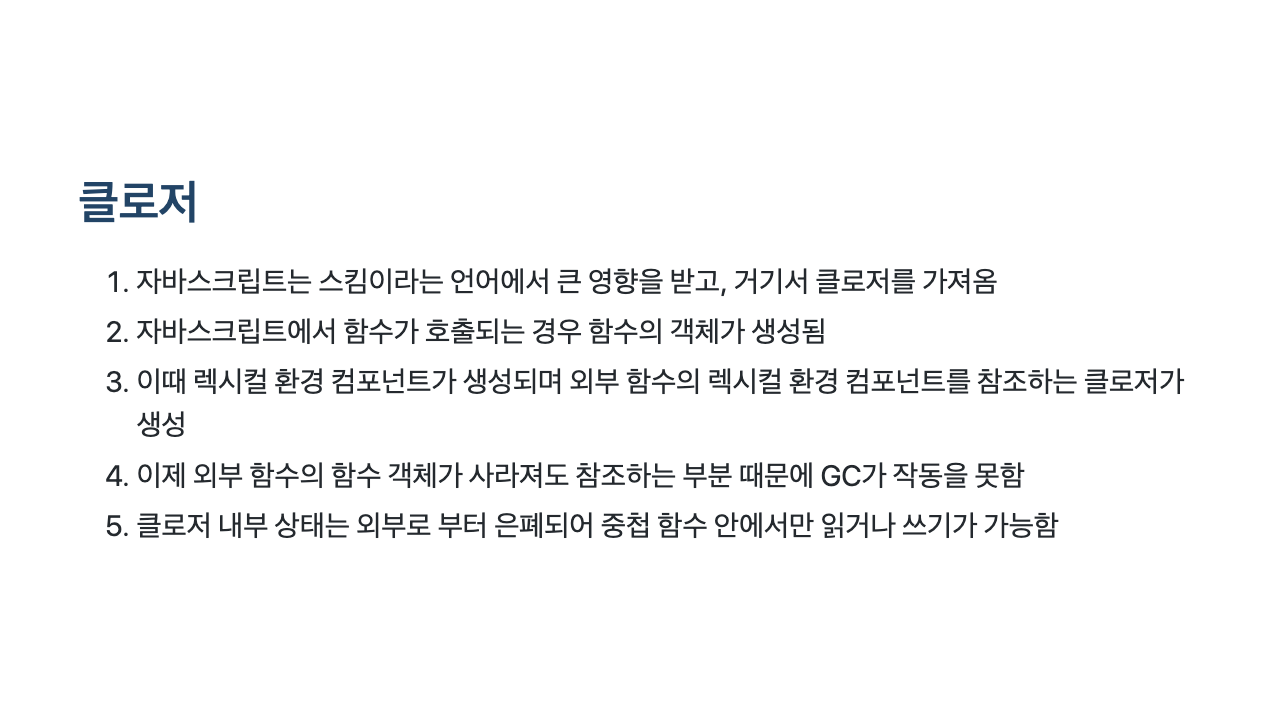 클로저
1. 자바스크립트는 스킴이라는 언어에서 큰 영향을 받고, 거기서 클로저를 가져옴
2. 자바스크립트에서 함수가 호출되는 경우 함수의 객체가 생성됨
3. 이때 렉시컬 환경 컴포넌트가 생성되며 외부 함수의 렉시컬 환경 컴포넌트를 참조하는 클로저가
생성
4. 이제 외부 함수의 함수 객체가 사라져도 참조하는 부분 때문에 GC가 작동을 못함
5. 클로저 내부 상태는 외부로 부터 은폐되어 중첩 함수 안에서만 읽거나 쓰기가 가능함